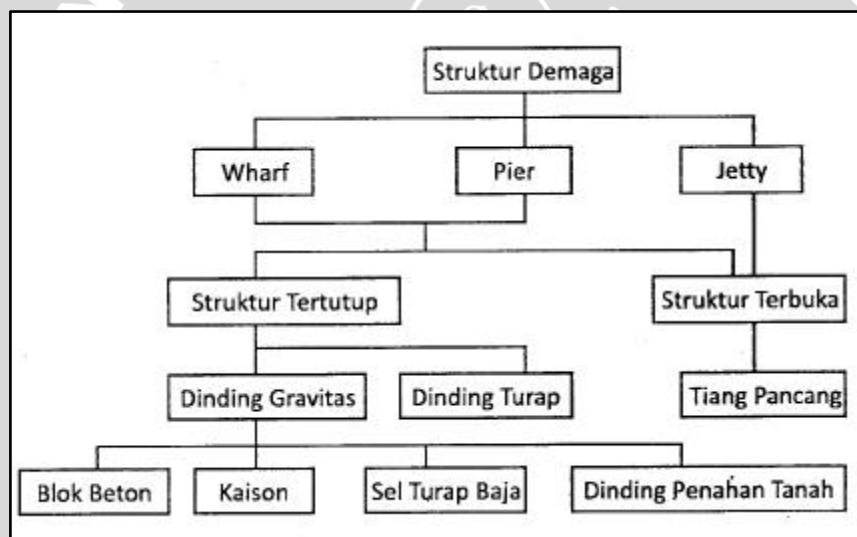 Struktur Demaga
Wharf
Pier
Jetty
Struktur Tertutup
Struktur Terbuka
Dinding Gravitas
Dinding Turap
Tiang Pancang
Blok Beton
Kaison
Sel Turap Baja
Dinding Penahan Tanah